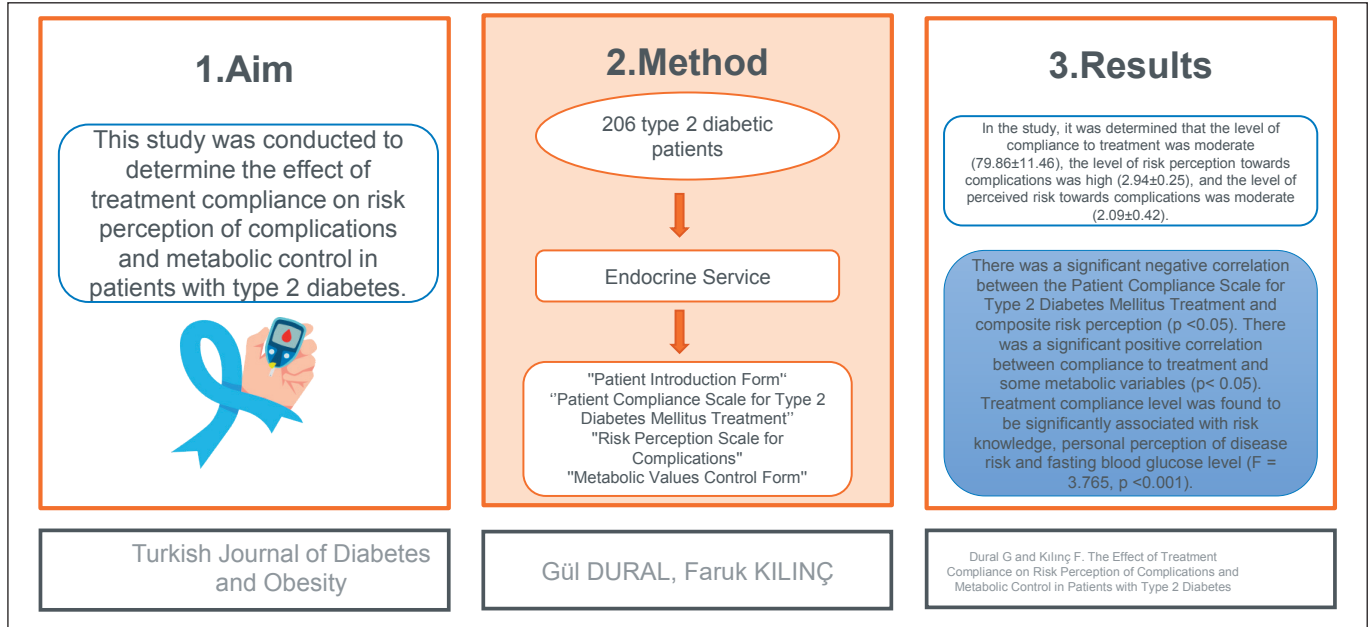 1.Aim
This study was conducted to
determine the effect of
treatment compliance on risk
perception of complications
and metabolic control in
patients with type 2 diabetes.
Turkish Journal of Diabetes
and Obesity
2.Method
206 type 2 diabetic
patients
Endocrine Service
"Patient Introduction Form"
''Patient Compliance Scale for Type 2
Diabetes Mellitus Treatment''
"Risk Perception Scale for
Complications"
"Metabolic Values Control Form"
Gül DURAL, Faruk KILINÇ
3.Results
In the study, it was determined that the level of
compliance to treatment was moderate
(79.86±11.46), the level of risk perception towards
complications was high (2.94±0.25), and the level of
perceived risk towards complications was moderate
(2.09±0.42).
There was a significant negative correlation
between the Patient Compliance Scale for
Type 2 Diabetes Mellitus Treatment and
composite risk perception (p <0.05). There
was a significant positive correlation
between compliance to treatment and
some metabolic variables (p< 0.05).
Treatment compliance level was found to
be significantly associated with risk
knowledge, personal perception of disease
risk and fasting blood glucose level (F =
3.765, p <0.001).
Dural G and Kılınç F. The Effect of Treatment
Compliance on Risk Perception of Complications and
Metabolic Control in Patients with Type 2 Diabetes